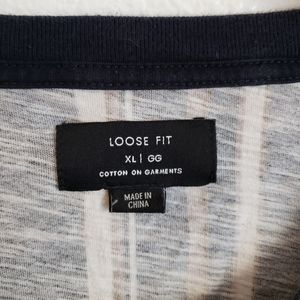 LOOSE FIT
XL | GG
COTTON ON GARMENTS
MADE IN
CHINA